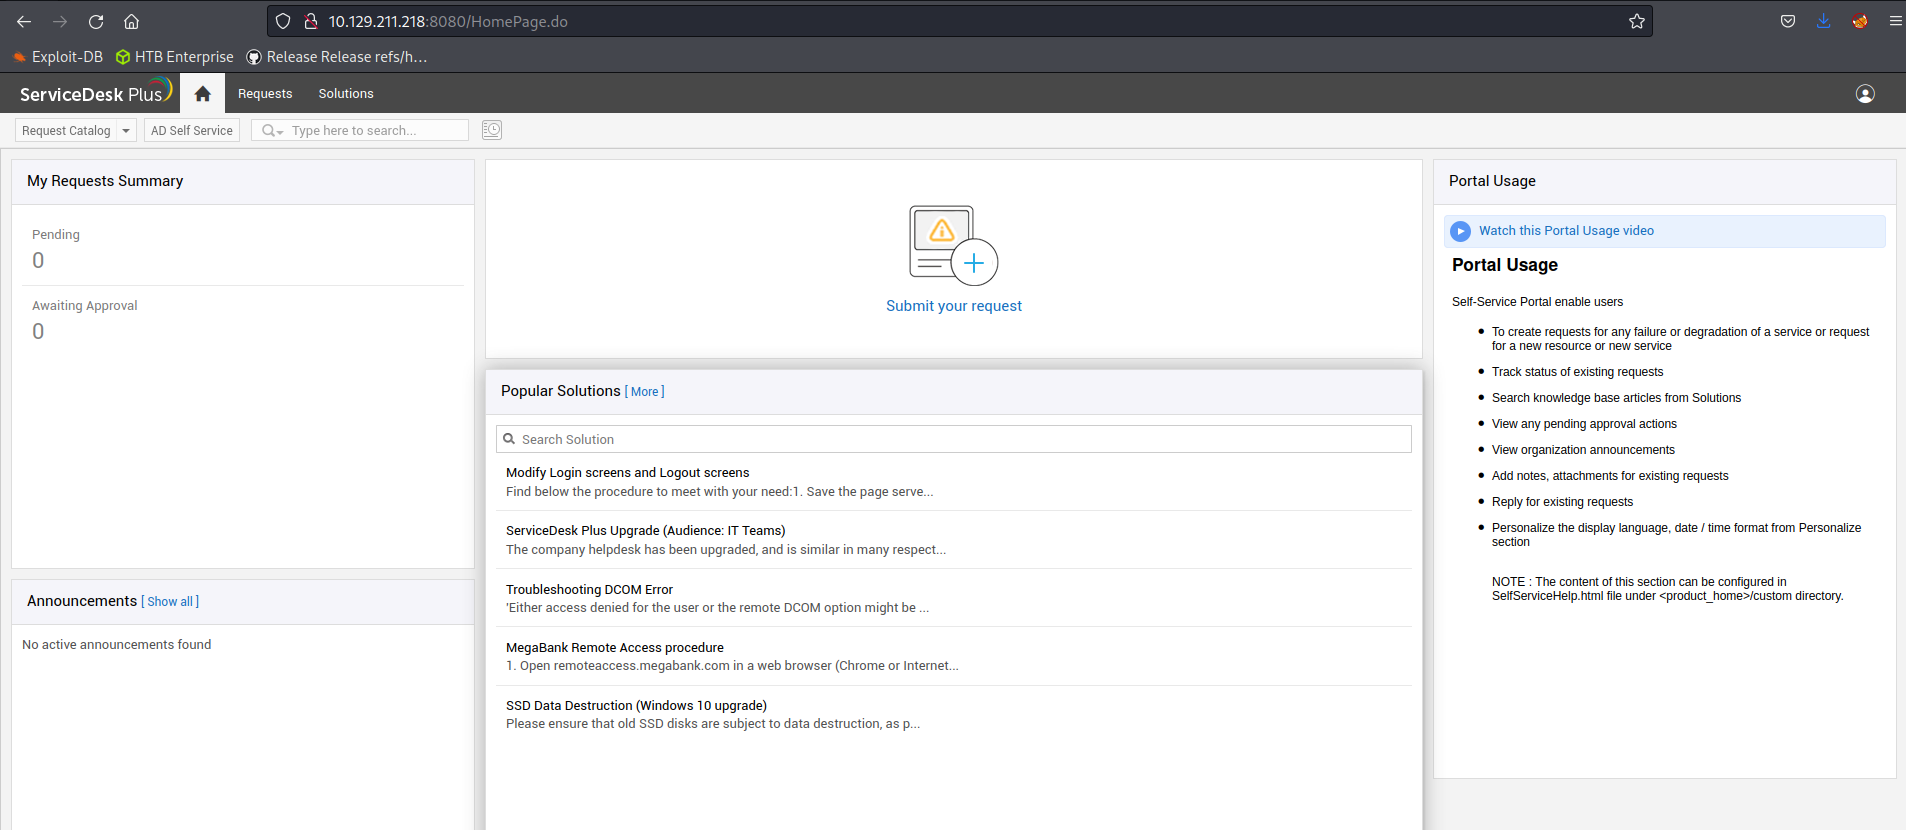 10.129.211.218:8080/HomePage.do
Exploit-DB HTB Enterprise Release Release refs/h...
ServiceDesk Plus Requests Solutions
Request Catalog AD Self Service Type here to search...
My Requests Summary
Pending
0
Awaiting Approval
0
Announcements [ Show all ]
No active announcements found
Submit your request
Popular Solutions [ More ]
Search Solution
Modify Login screens and Logout screens
Find below the procedure to meet with your need:1. Save the page serve...
ServiceDesk Plus Upgrade (Audience: IT Teams)
The company helpdesk has been upgraded, and is similar in many respect...
Troubleshooting DCOM Error
'Either access denied for the user or the remote DCOM option might be ...
MegaBank Remote Access procedure
1. Open remoteaccess.megabank.com in a web browser (Chrome or Internet...
SSD Data Destruction (Windows 10 upgrade)
Please ensure that old SSD disks are subject to data destruction, as p...
Portal Usage
Watch this Portal Usage video
Portal Usage
Self-Service Portal enable users
• To create requests for any failure or degradation of a service or request
for a new resource or new service
• Track status of existing requests
• Search knowledge base articles from Solutions
• View any pending approval actions
• View organization announcements
• Add notes, attachments for existing requests
• Reply for existing requests
• Personalize the display language, date / time format from Personalize
section
NOTE : The content of this section can be configured in
SelfServiceHelp.html file under <product_home>/custom directory.